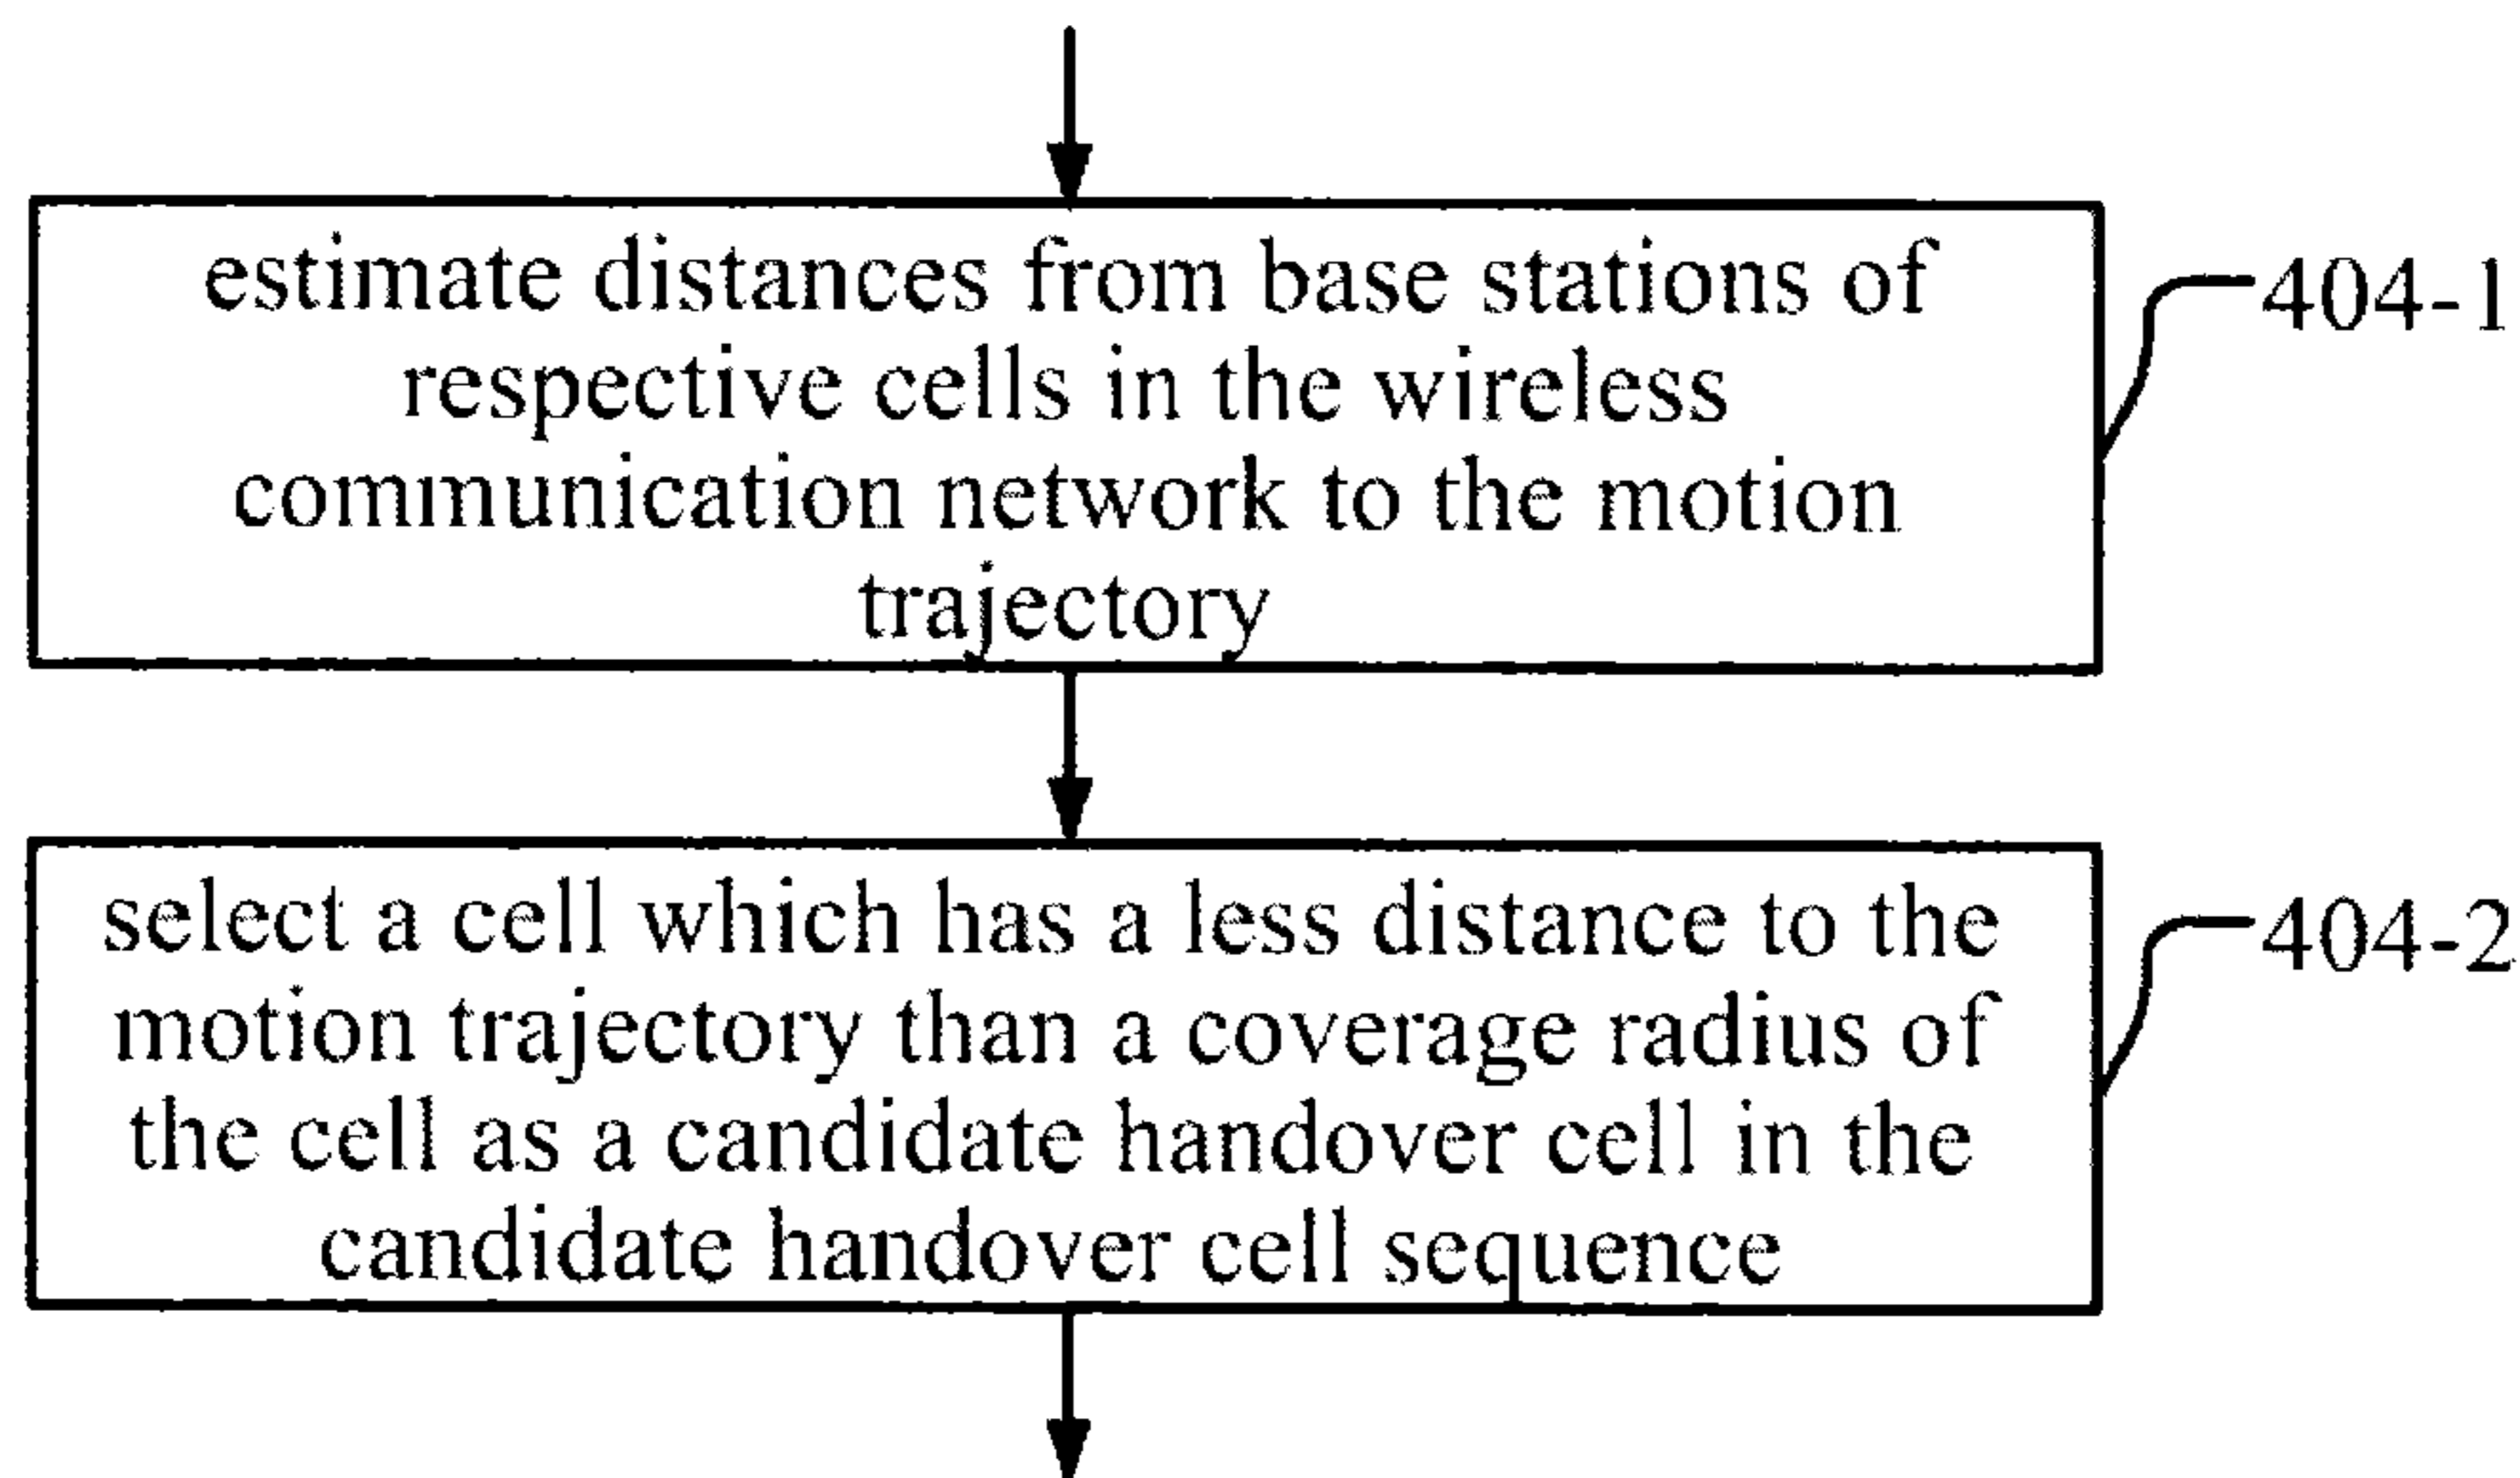 estimate distances from base stations of
respective cells in the wireless
communication network to the motion
trajectory
404-1
select a cell which has a less distance to the
motion trajectory than a coverage radius of
the cell as a candidate handover cell in the
candidate handover cell sequence
404-2